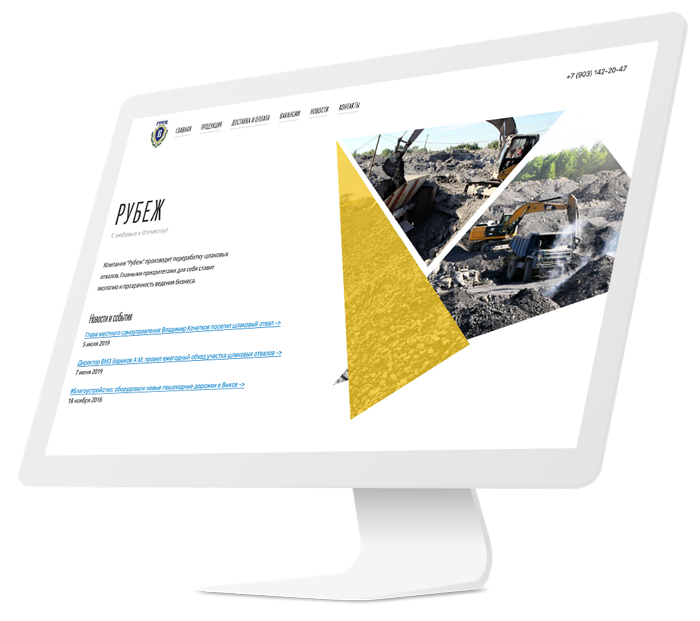 +7 (903) 142-20-47
РУБЕЖ
ГЛАВНАЯ ПРОДУКЦИЯ ДОСТАВКА И ОПЛАТА ВАКАНСИИ НОВОСТИ КОНТАКТЫ
РУБЕЖ
С любовью к Отечеству!
Компания "Рубеж" производит переработку шлаковых
отвалов. Главными приоритетами для себя ставит
экологию и прозрачность ведения бизнеса.
Новости и события
Глава местного самоуправления Владимир Кочетков посетил шлаковый отвал ->
5 июля 2019
Директор ВМЗ Барыков А.М. провел ежегодный обход участка шлаковых отвалов ->
7 июня 2019
#Благоустройство: оборудовали новые пешеходные дорожки в Выксе ->
18 ноября 2018